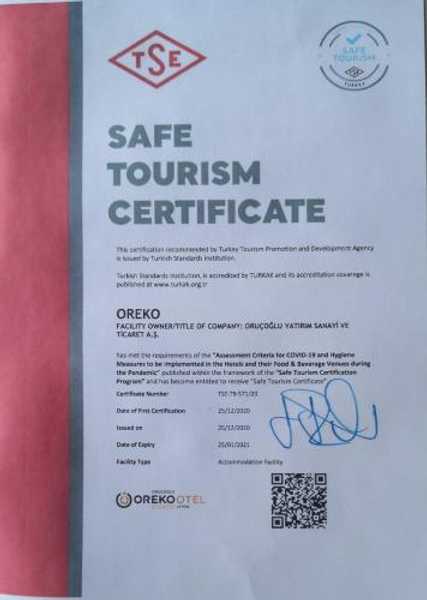 TSE
SAFE
TOURISM
TURKEY
SAFE
TOURISM
CERTIFICATE
This certification recommended by Turkey Tourism Promotion and Development Agency
is issued by Turkish Standards Institution.
Turkish Standards Institution, is accredited by TURKAK and its accreditation coverage is
published at www.turkak.org.tr
OREKO
FACILITY OWNER/TITLE OF COMPANY: ORUÇOĞLU YATIRIM SANAYİ VE
TİCARET A.Ş.
has met the requirements of the "Assessment Criteria for COVID-19 and Hygiene
Measures to be implemented in the Hotels and their Food & Bavarage Venues during
the Pandemic" published within the framework of the "Safe Tourism Certification
Program" and has become entitled to receive "Safe Tourism Certificate"
Certificate Number TSE-TR-571/03
Date of First Certification 25/12/2020
Issued on 25/12/2020
Date of Expiry 25/01/2021
Facility Type Accommodation Facility
OREKO OTEL